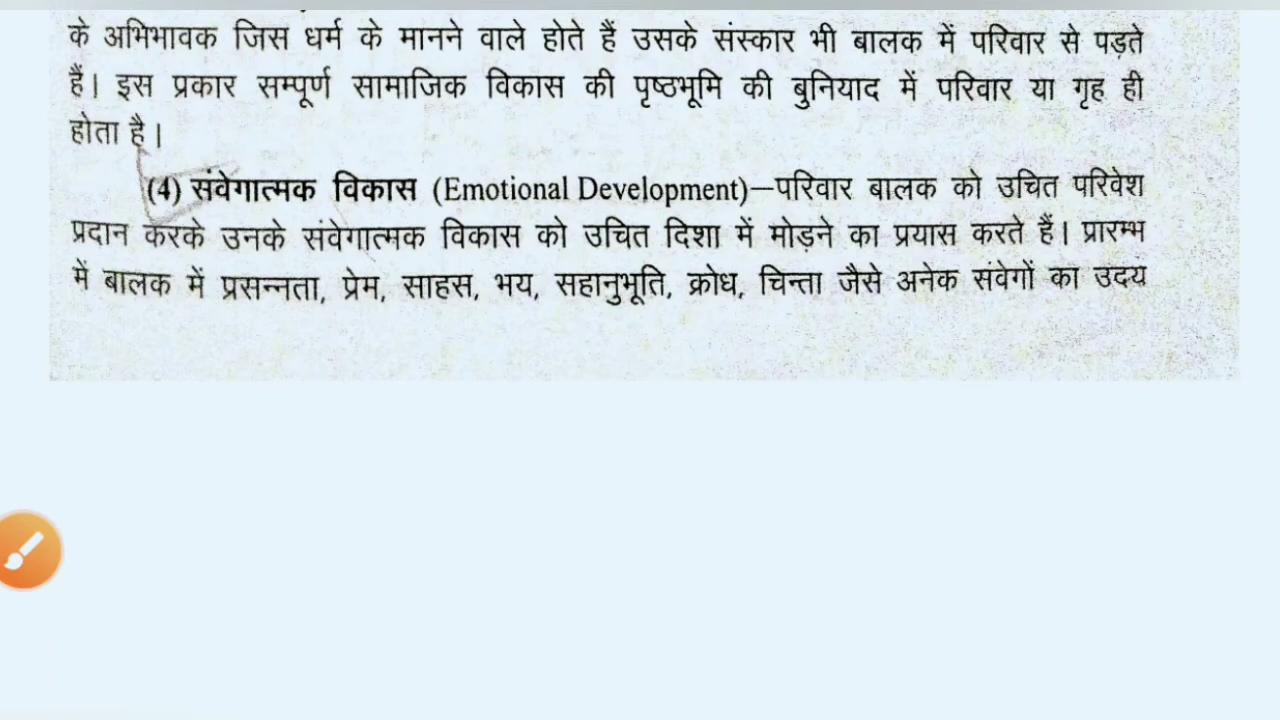 के अभिभावक जिस धर्म के मानने वाले होते हैं उसके संस्कार भी बालक में परिवार से पड़ते
हैं। इस प्रकार सम्पूर्ण सामाजिक विकास की पृष्ठभूमि की बुनियाद में परिवार या गृह ही
होता है।
(4) संवेगात्मक विकास (Emotional Development)—परिवार बालक को उचित परिवेश
प्रदान करके उनके संवेगात्मक विकास को उचित दिशा में मोड़ने का प्रयास करते हैं। प्रारम्भ
में बालक में प्रसन्नता, प्रेम, साहस, भय, सहानुभूति, क्रोध, चिन्ता जैसे अनेक संवेगों का उदय